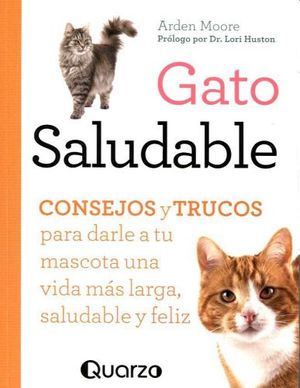 Arden Moore
Prólogo por Dr. Lori Huston
Gato
Saludable
CONSEJOS y TRUCOS
para darle a tu
mascota una
vida más larga,
saludable y feliz
Quarzo